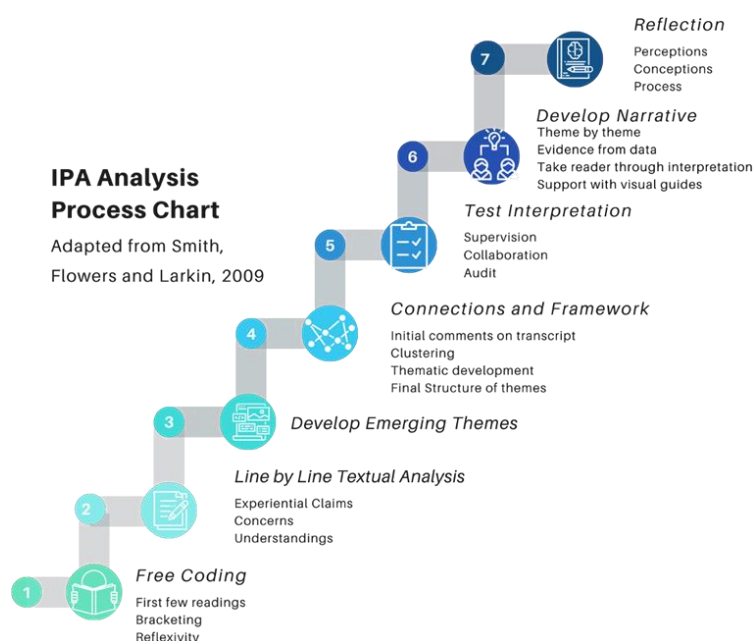 7
Reflection
Perceptions
Conceptions
Process
6
Develop Narrative
Theme by theme
Evidence from data
Take reader through interpretation
Support with visual guides
IPA Analysis
Process Chart
Adapted from Smith,
Flowers and Larkin, 2009
5
Test Interpretation
Supervision
Collaboration
Audit
4
Connections and Framework
Initial comments on transcript
Clustering
Thematic development
Final Structure of themes
3
Develop Emerging Themes
2
Line by Line Textual Analysis
Experiential Claims
Concerns
Understandings
1
Free Coding
First few readings
Bracketing
Reflexivity